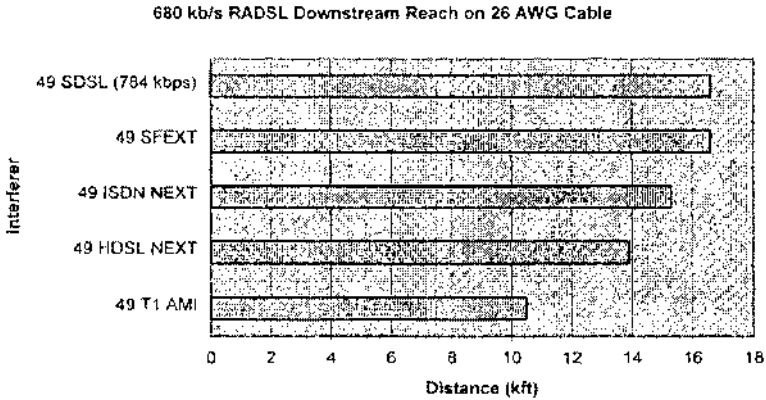 680 kb/s RADSL Downstream Reach on 26 AWG Cable
49 SDSL (784 kbps)
49 SFEXT
49 ISDN NEXT
49 HDSL NEXT
49 T1 AMI
Interferer
0 2 4 6 8 10 12 14 16 18
Distance (kft)